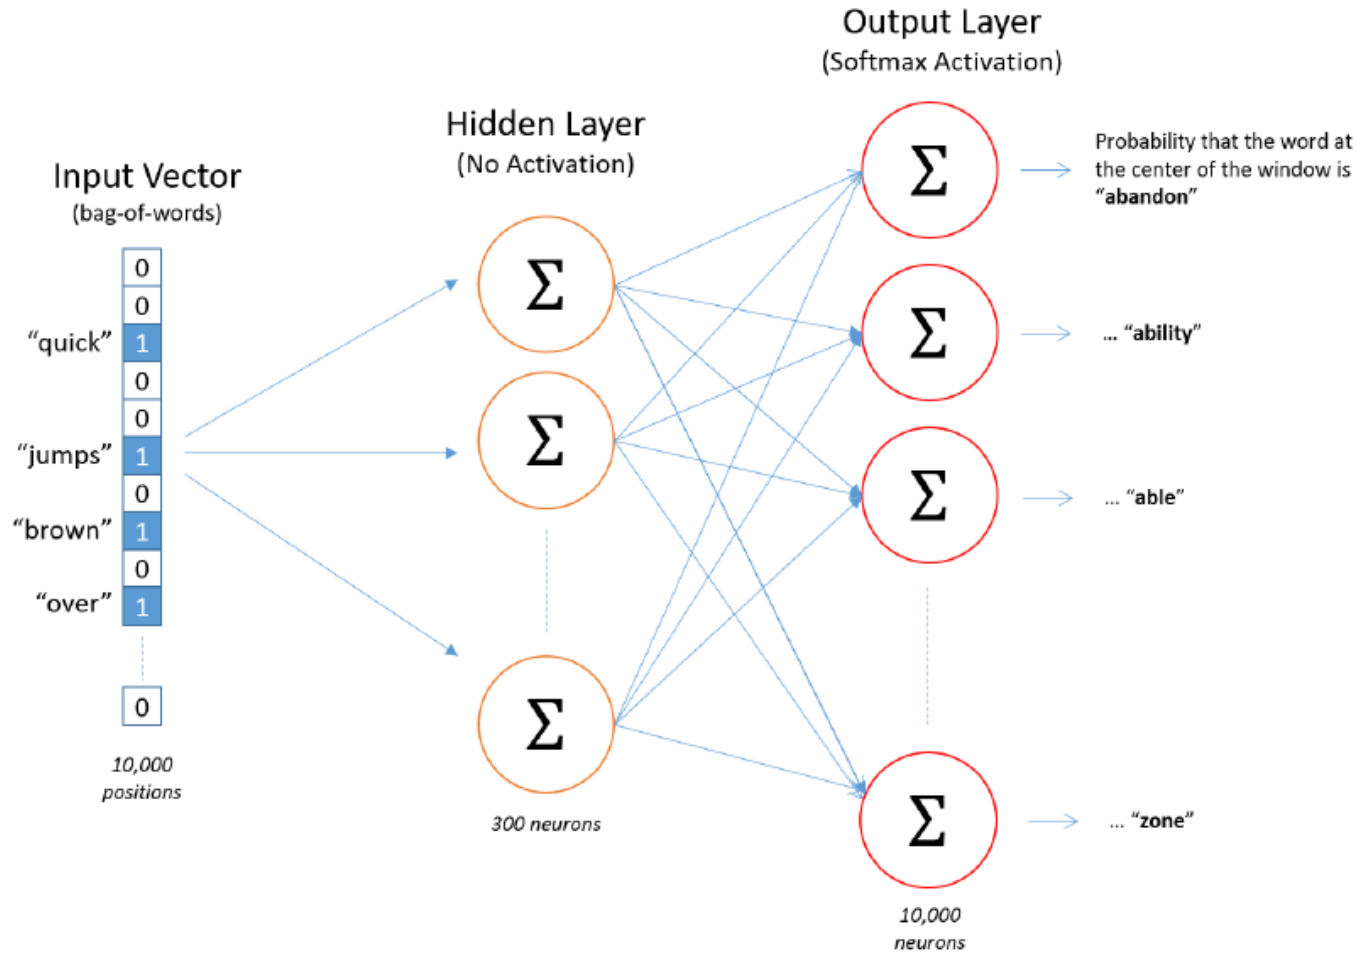 Output Layer
(Softmax Activation)
Hidden Layer
(No Activation)
Input Vector
(bag-of-words)
0
0
“quick” 1
0
0
“jumps” 1
0
“brown” 1
0
“over” 1
0
10,000
positions
Σ
Σ
Σ
300 neurons
Σ
Σ
Σ
Σ
10,000
neurons
Probability that the word at
the center of the window is
“abandon”
... “ability”
... “able”
... “zone”